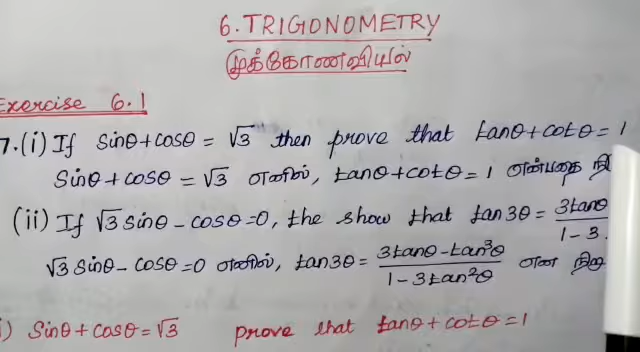 6. TRIGONOMETRY
முக்கோணவியல்
Exercise 6.1
7.(i) If Sinθ+cosθ = √3 then prove that tanθ+cotθ = 1
Sinθ+cosθ = √3 எனில், tanθ+cotθ = 1 என்பதை நி
(ii) If √3 sinθ - cosθ =0, the show that tan3θ = 3tanθ / 1-3
√3 Sinθ - cosθ =0 எனில், tan3θ = 3tanθ - tan³θ / 1-3tan²θ என நிறு
i) Sinθ + Cosθ = √3 prove that tanθ + cotθ = 1